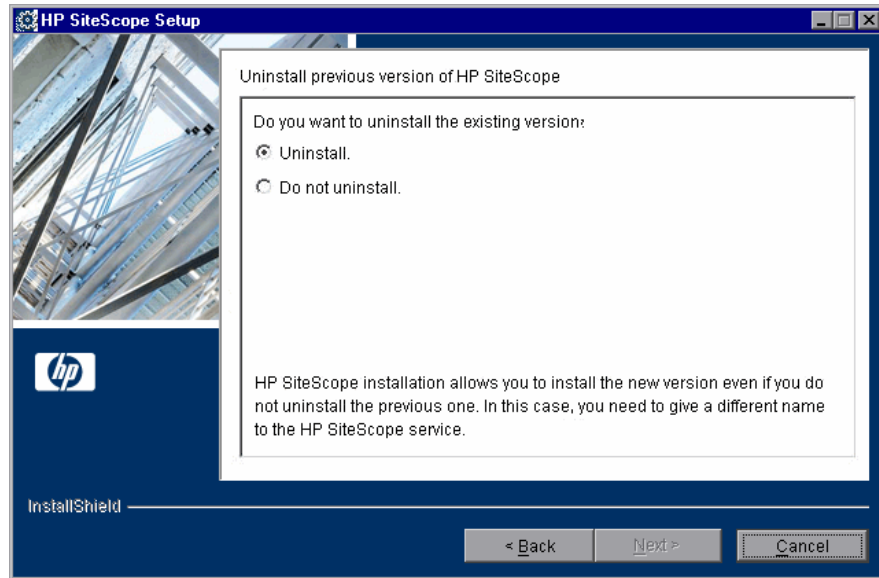 HP SiteScope Setup
Uninstall previous version of HP SiteScope
Do you want to uninstall the existing version?
Uninstall.
Do not uninstall.
HP SiteScope installation allows you to install the new version even if you do
not uninstall the previous one. In this case, you need to give a different name
to the HP SiteScope service.
hp
InstallShield
< Back
Next >
Cancel